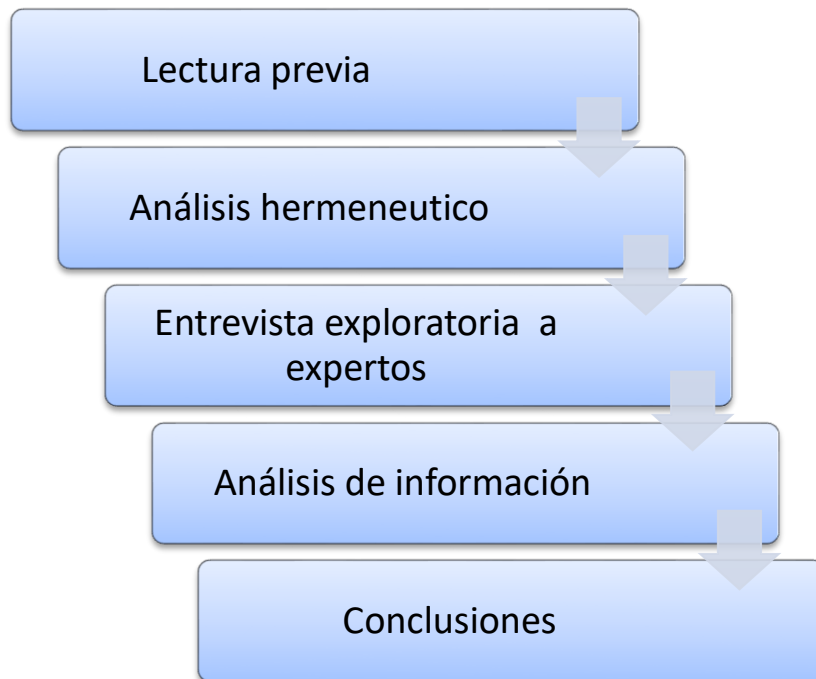 Lectura previa
Análisis hermeneutico
Entrevista exploratoria  a
expertos
Análisis de información
Conclusiones